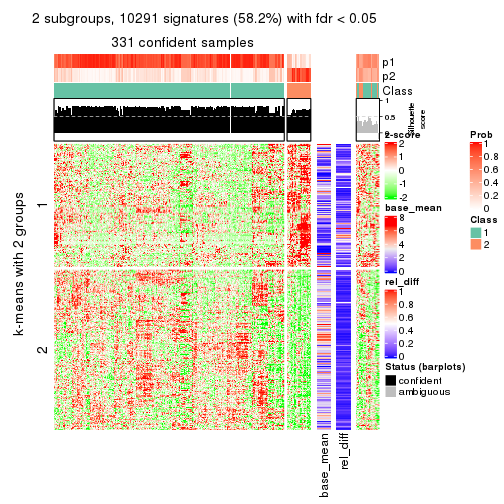 2 subgroups, 10291 signatures (58.2%) with fdr < 0.05
331 confident samples
p1
p2
Class
1
0.5
0
Silhouette
score
k-means with 2 groups
1
2
base_mean
rel_diff
z-score
2
1
0
-1
-2
base_mean
8
6
4
2
0
rel_diff
1
0.8
0.6
0.4
0.2
0
Status (barplots)
confident
ambiguous
Prob
1
0.8
0.6
0.4
0.2
0
Class
1
2